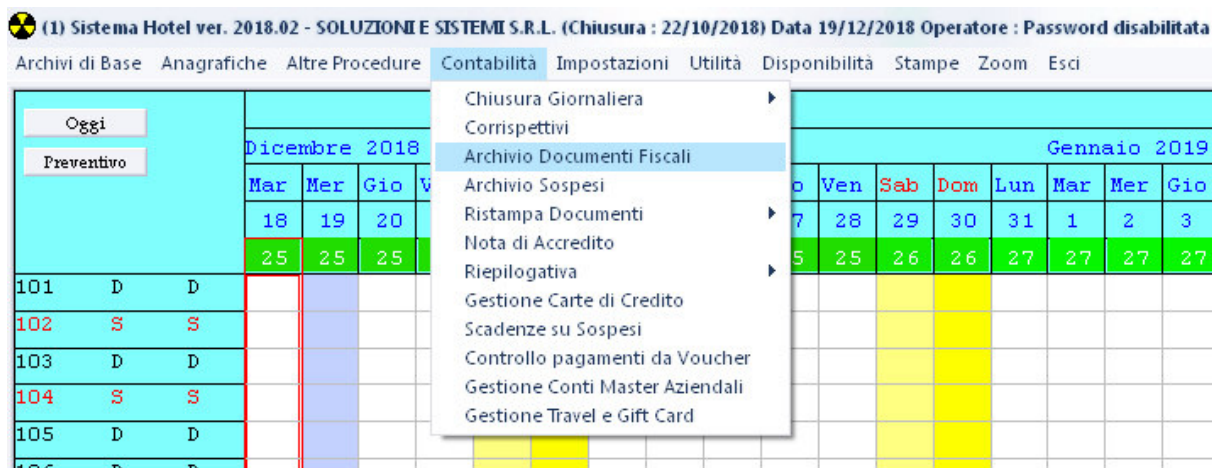 (1) Sistema Hotel ver. 2018.02 - SOLUZIONI E SISTEMI S.R.L. (Chiusura : 22/10/2018) Data 19/12/2018 Operatore : Password disabilitata
Archivi di Base Anagrafiche Altre Procedure Contabilità Impostazioni Utilità Disponibilità Stampe Zoom Esci
Oggi
Preventivo
Chiusura Giornaliera
Corrispettivi
Archivio Documenti Fiscali
Archivio Sospesi
Ristampa Documenti
Nota di Accredito
Riepilogativa
Gestione Carte di Credito
Scadenze su Sospesi
Controllo pagamenti da Voucher
Gestione Conti Master Aziendali
Gestione Travel e Gift Card
Dicembre 2018 Gennaio 2019
Mar Mer Gio Ven Sab Dom Lun Mar Mer Gio
18 19 20 28 29 30 31 1 2 3
25 25 25 25 26 26 27 27 27 27
101 D D
102 S S
103 D D
104 S S
105 D D